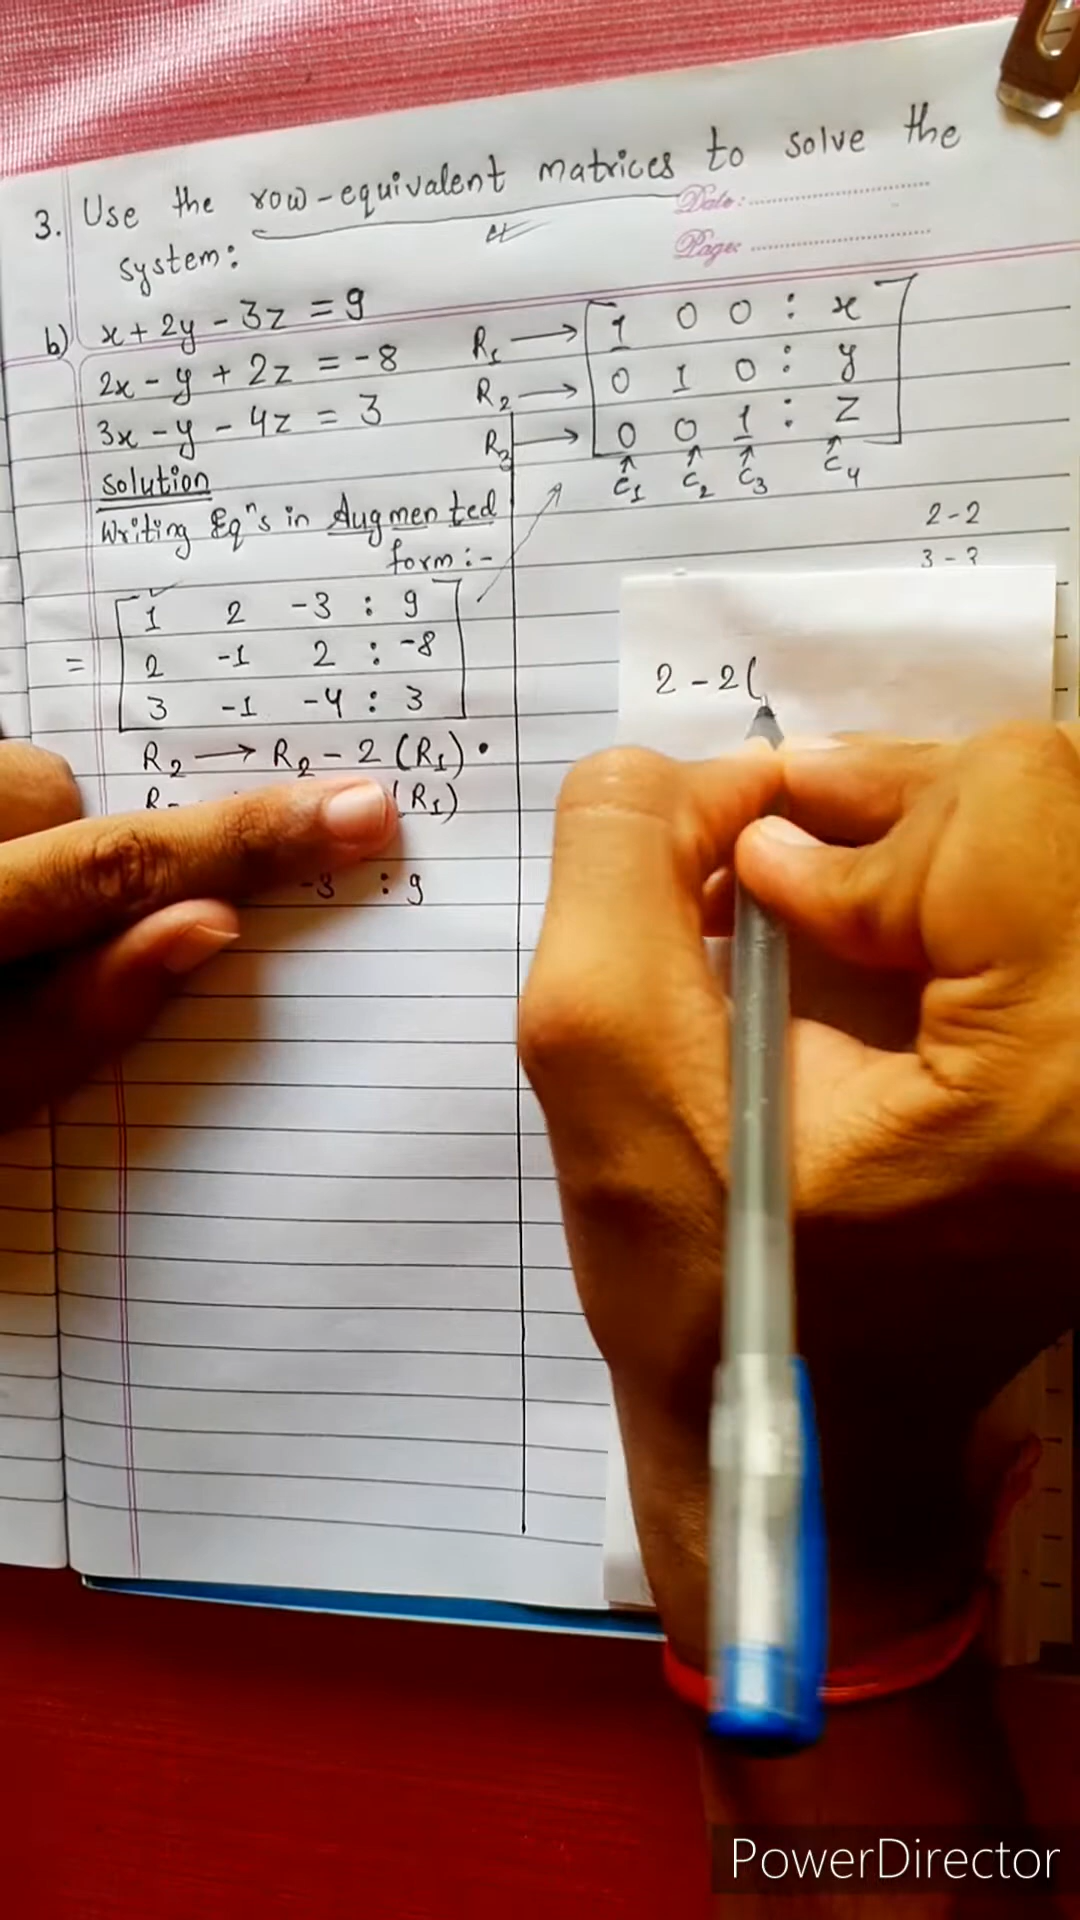 3. Use the row-equivalent matrices to solve the
system:
Date:
Page:
b) x + 2y - 3z = 9
2x - y + 2z = -8
3x - y - 4z = 3
R₁ → [ 1 0 0 : x ]
R₂ → [ 0 1 0 : y ]
R₃ → [ 0 0 1 : z ]
↑C₁ ↑C₂ ↑C₃ ↑C₄
Solution
Writing Eqⁿs in Augmented
form :-
2 - 2
1 2 -3 : 9
= 2 -1 2 : -8
3 -1 -4 : 3
R₂ → R₂ - 2 (R₁) •
(R₁)
-3 : 9
2 - 2(
PowerDirector